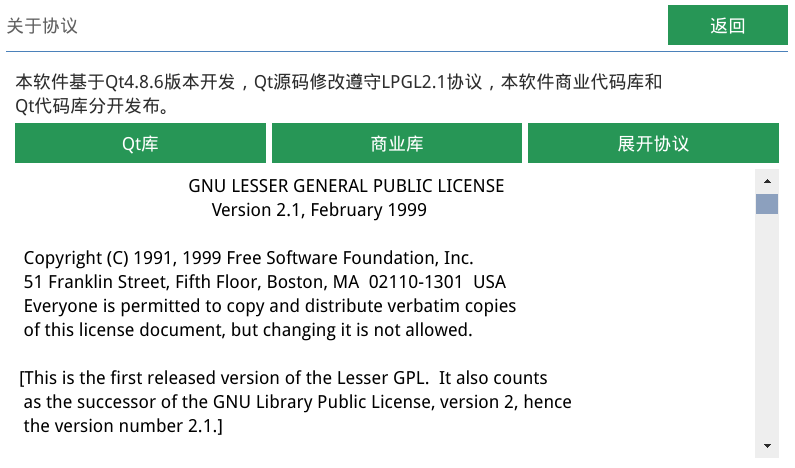 关于协议
返回
本软件基于Qt4.8.6版本开发，Qt源码修改遵守LPGL2.1协议，本软件商业代码库和
Qt代码库分开发布。
Qt库
商业库
展开协议
GNU LESSER GENERAL PUBLIC LICENSE
Version 2.1, February 1999
Copyright (C) 1991, 1999 Free Software Foundation, Inc.
51 Franklin Street, Fifth Floor, Boston, MA  02110-1301  USA
Everyone is permitted to copy and distribute verbatim copies
of this license document, but changing it is not allowed.
[This is the first released version of the Lesser GPL.  It also counts
as the successor of the GNU Library Public License, version 2, hence
the version number 2.1.]